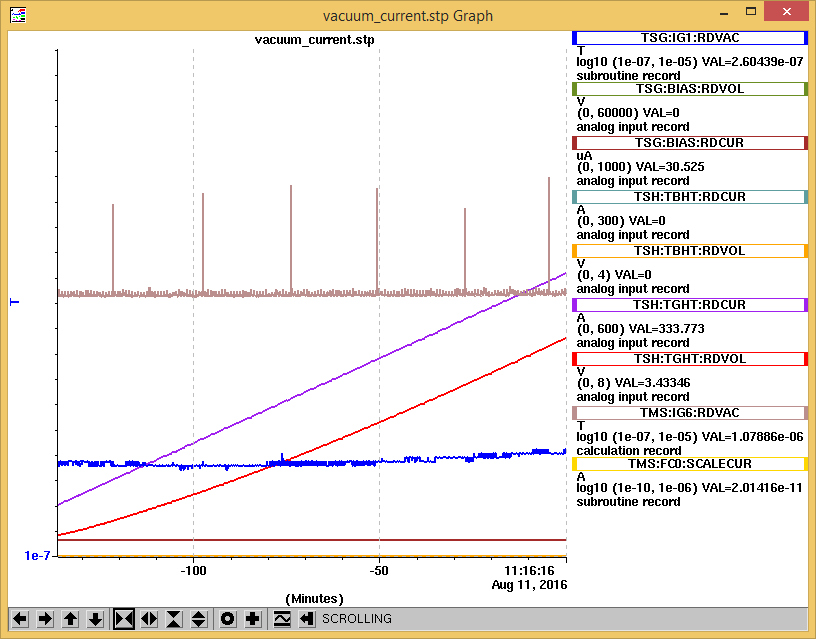 vacuum_current.stp Graph
vacuum_current.stp
T
1e-7
-100
-50
11:16:16
Aug 11, 2016
(Minutes)
TSG:IG1:RDVAC
T
log10 (1e-07, 1e-05) VAL=2.60439e-07
subroutine record
TSG:BIAS:RDVOL
V
(0, 60000) VAL=0
analog input record
TSG:BIAS:RDCUR
uA
(0, 1000) VAL=30.525
analog input record
TSH:TBHT:RDCUR
A
(0, 300) VAL=0
analog input record
TSH:TBHT:RDVOL
V
(0, 4) VAL=0
analog input record
TSH:TGHT:RDCUR
A
(0, 600) VAL=333.773
analog input record
TSH:TGHT:RDVOL
V
(0, 8) VAL=3.43346
analog input record
TMS:IG6:RDVAC
T
log10 (1e-07, 1e-05) VAL=1.07886e-06
calculation record
TMS:FC0:SCALECUR
A
log10 (1e-10, 1e-06) VAL=2.01416e-11
subroutine record
SCROLLING